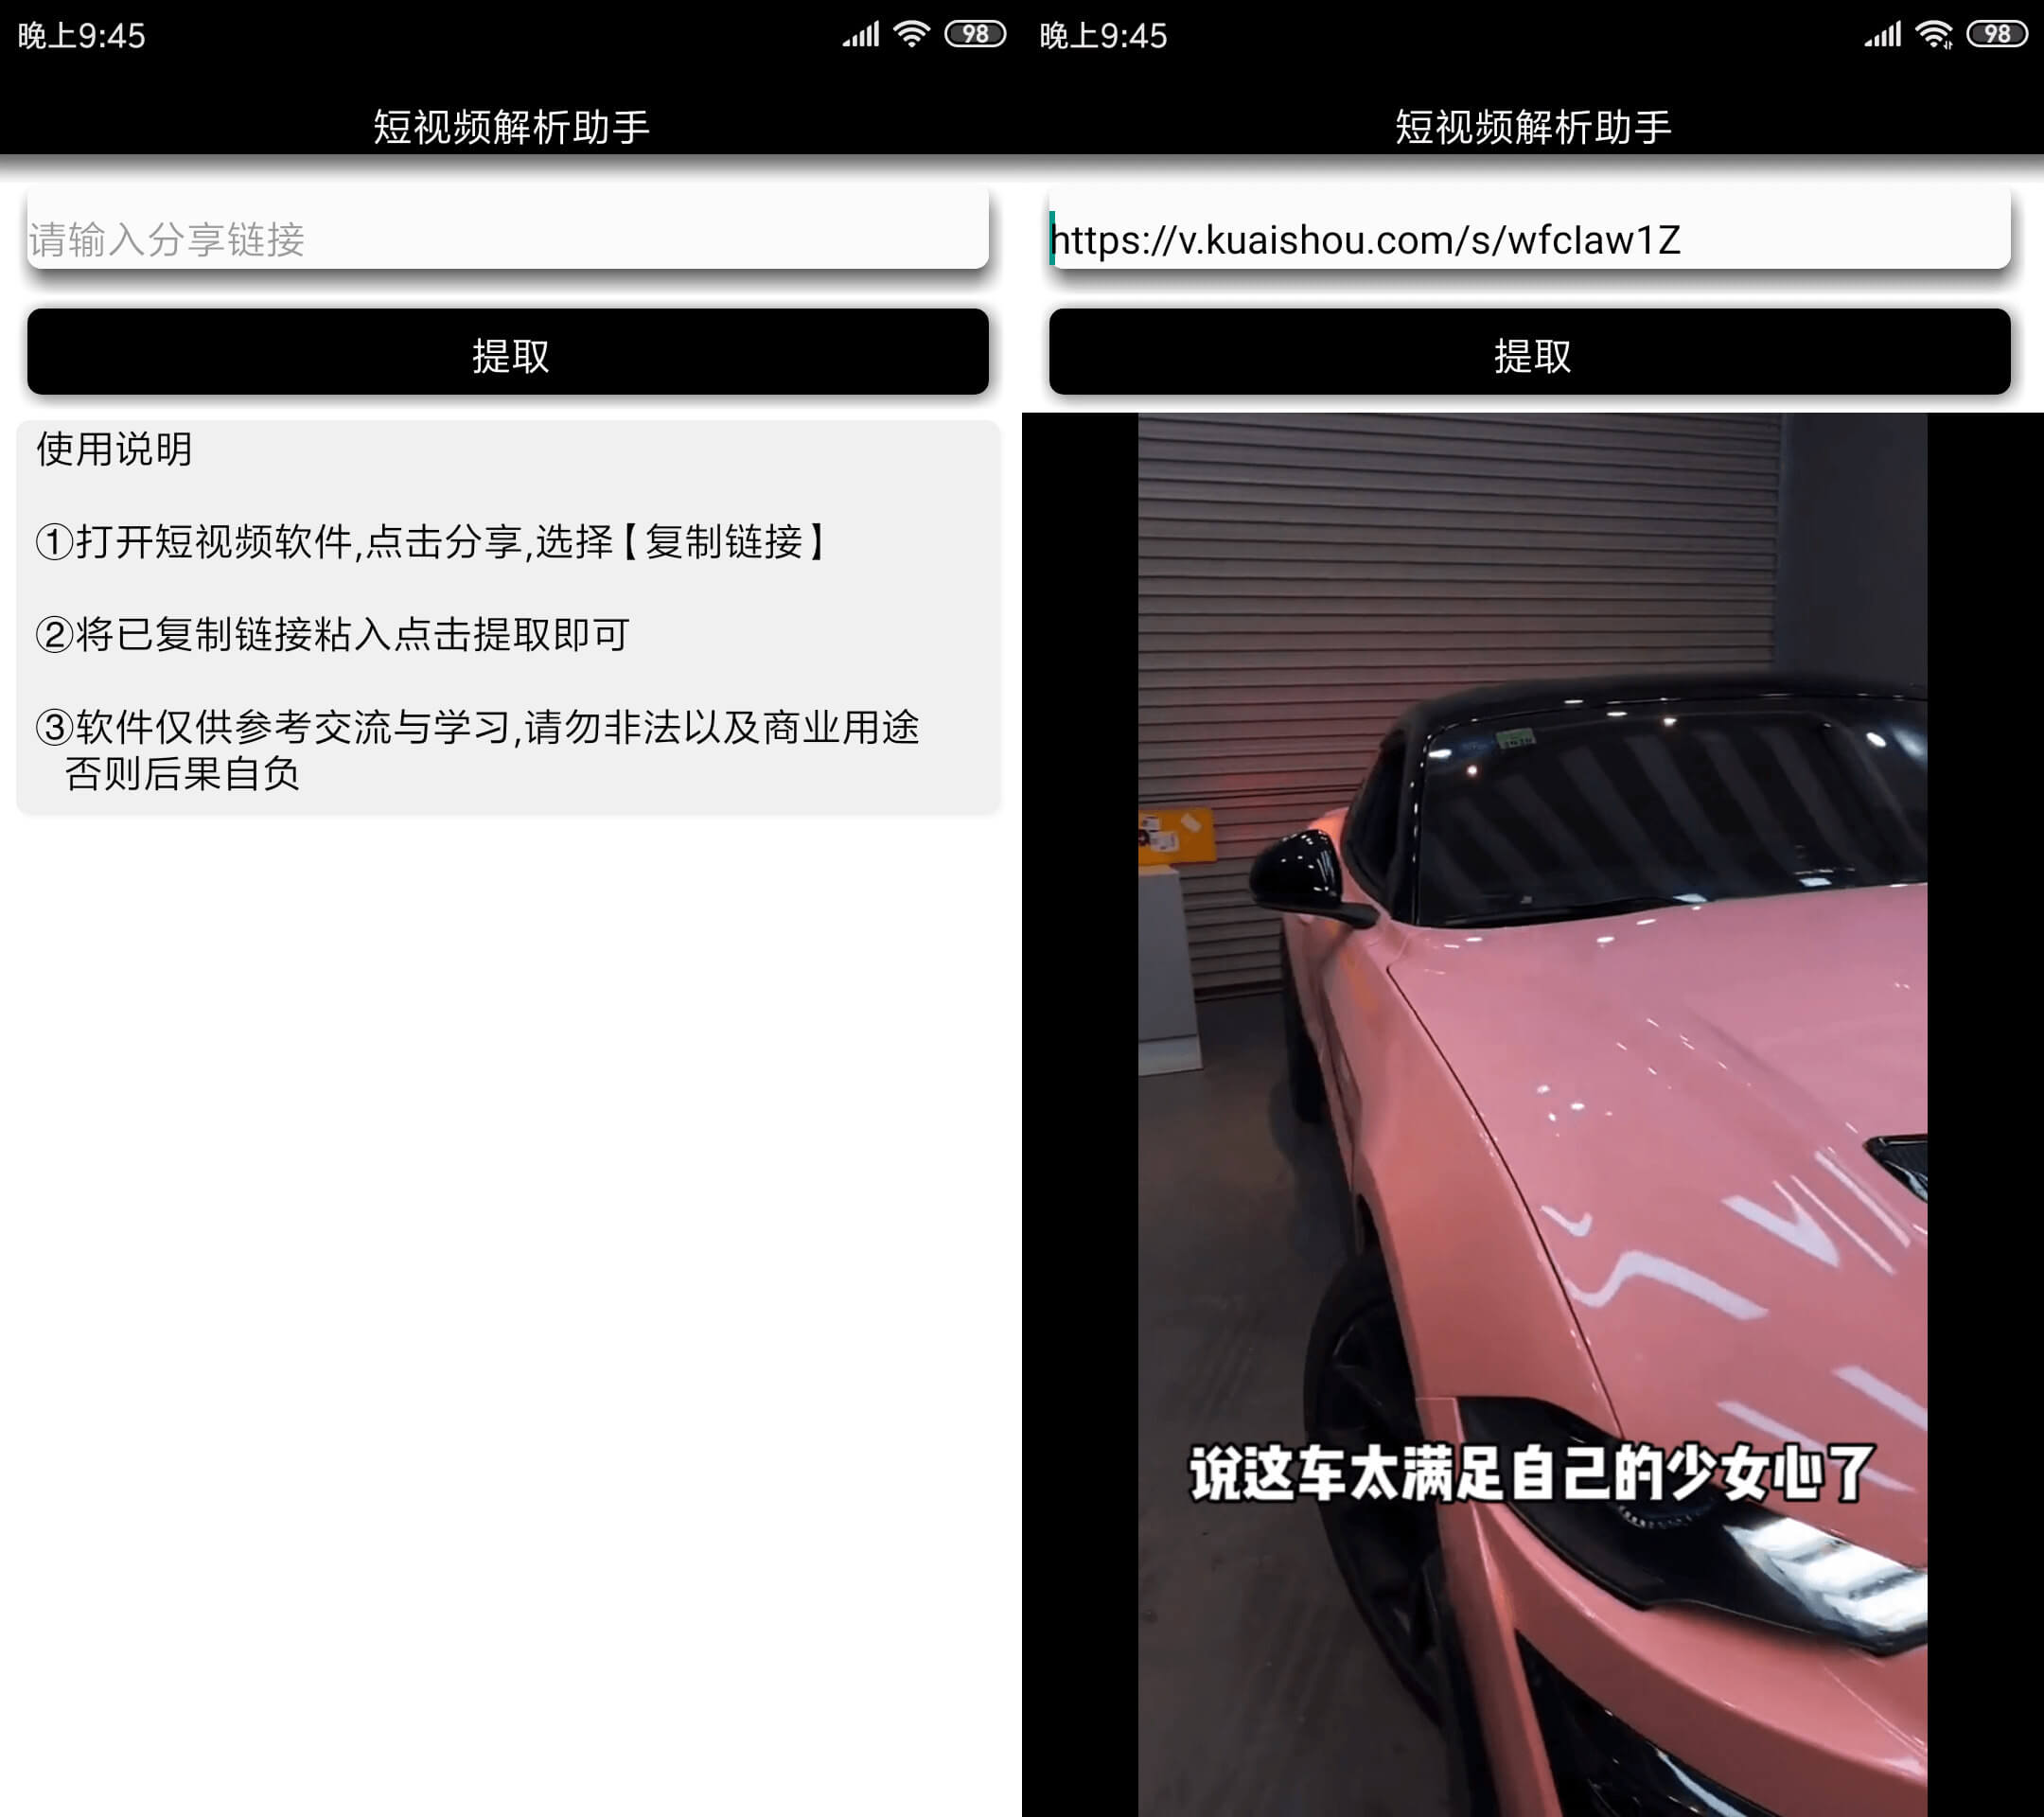 晚上9:45
98
短视频解析助手
请输入分享链接
提取
使用说明
①打开短视频软件,点击分享,选择【复制链接】
②将已复制链接粘入点击提取即可
③软件仅供参考交流与学习,请勿非法以及商业用途
否则后果自负
晚上9:45
98
短视频解析助手
https://v.kuaishou.com/s/wfcIaw1Z
提取
说这车太满足自己的少女心了